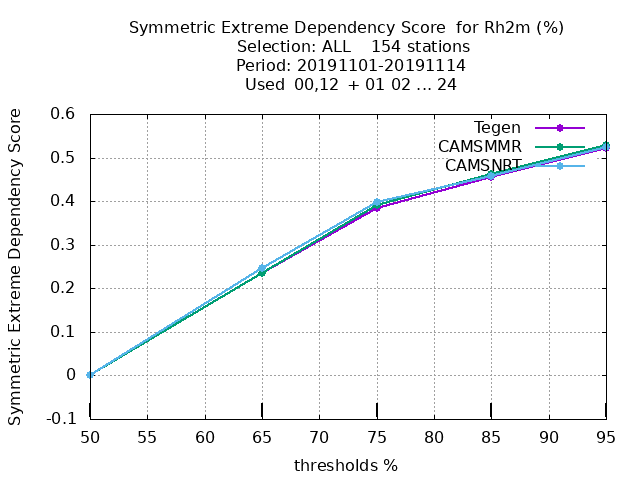 Symmetric Extreme Dependency Score  for Rh2m (%)
Selection: ALL    154 stations
Period: 20191101-20191114
Used  00,12  + 01 02 ... 24
Symmetric Extreme Dependency Score
0.6
0.5
0.4
0.3
0.2
0.1
0
-0.1
Tegen
CAMSMMR
CAMSNRT
50 55 60 65 70 75 80 85 90 95
thresholds %